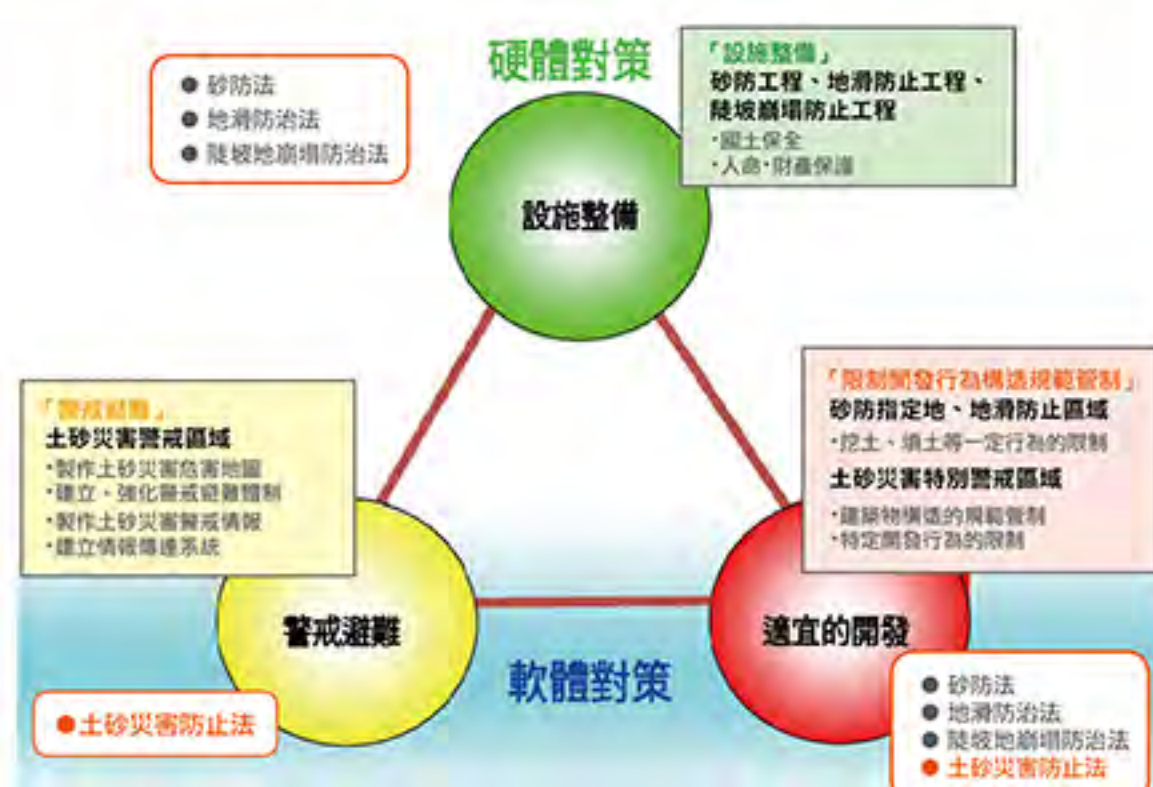 硬體對策
● 砂防法
● 地滑防治法
● 陡坡地崩塌防治法
「設施整備」
砂防工程、地滑防止工程、
陡坡崩塌防止工程
・國土保全
・人命・財產保護
設施整備
「警戒避難」
土砂災害警戒區域
・製作土砂災害危害地圖
・建立、強化警戒避難體制
・製作土砂災害警戒情報
・建立情報傳達系統
「限制開發行為構造規範管制」
砂防指定地、地滑防止區域
・挖土、填土等一定行為的限制
土砂災害特別警戒區域
・建築物構造的規範管制
・特定開發行為的限制
警戒避難
適宜的開發
軟體對策
● 土砂災害防止法
● 砂防法
● 地滑防治法
● 陡坡地崩塌防治法
● 土砂災害防止法